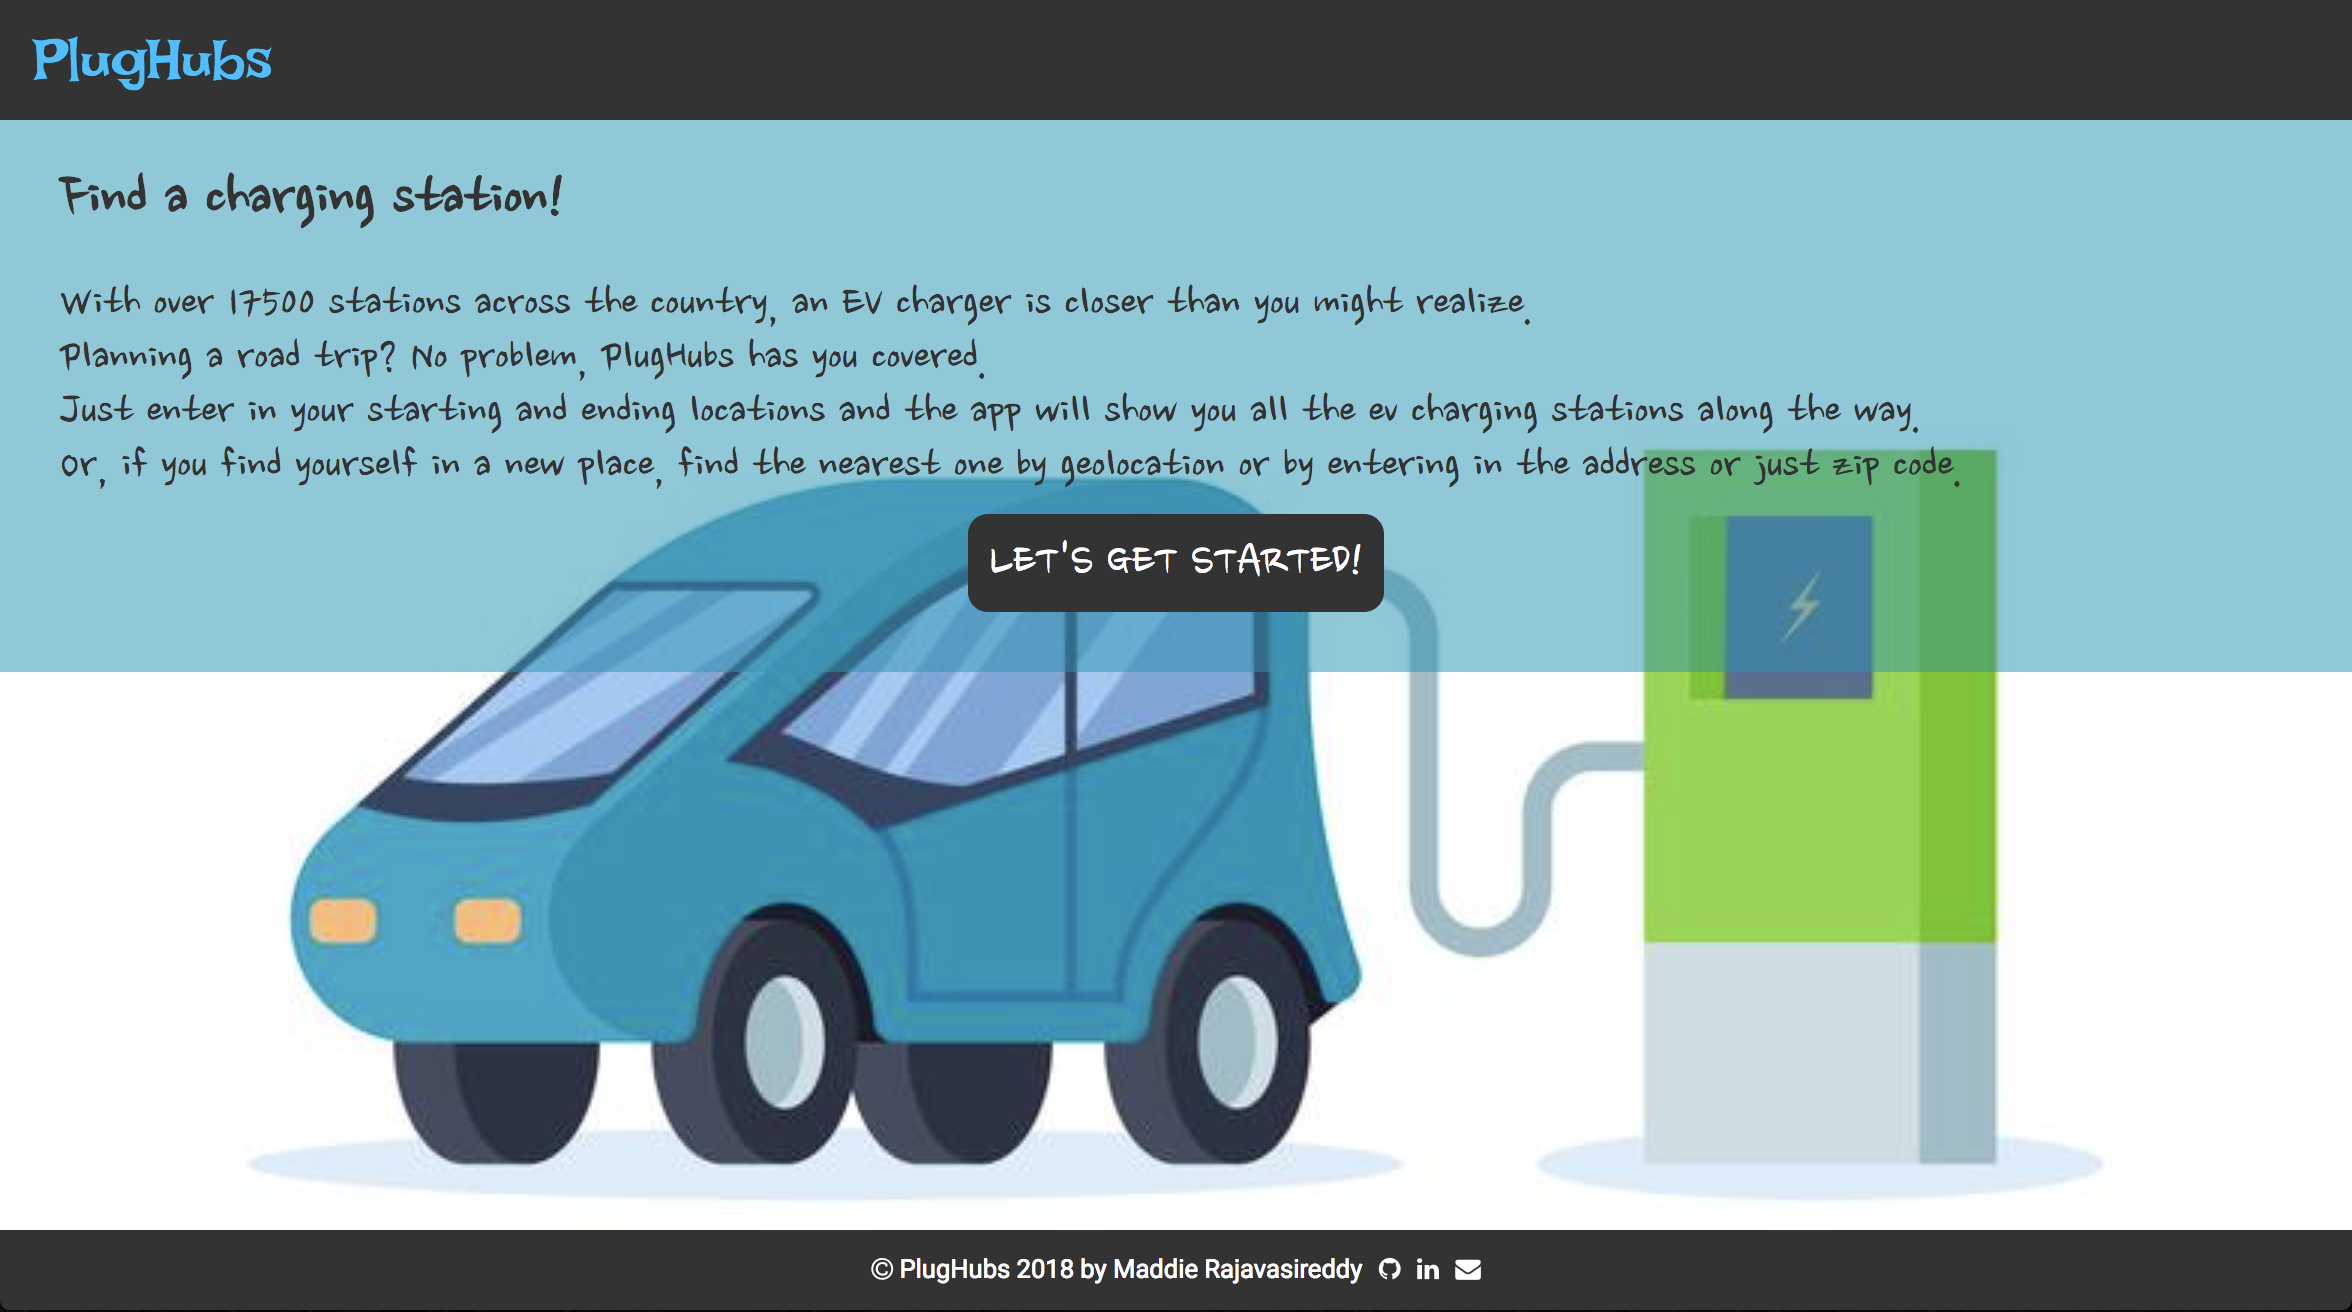 PlugHubs
Find a charging station!
With over 17500 stations across the country, an EV charger is closer than you might realize.
Planning a road trip? No problem, PlugHubs has you covered.
Just enter in your starting and ending locations and the app will show you all the ev charging stations along the way.
Or, if you find yourself in a new place, find the nearest one by geolocation or by entering in the address or just zip code.
LET'S GET STARTED!
© PlugHubs 2018 by Maddie Rajavasireddy